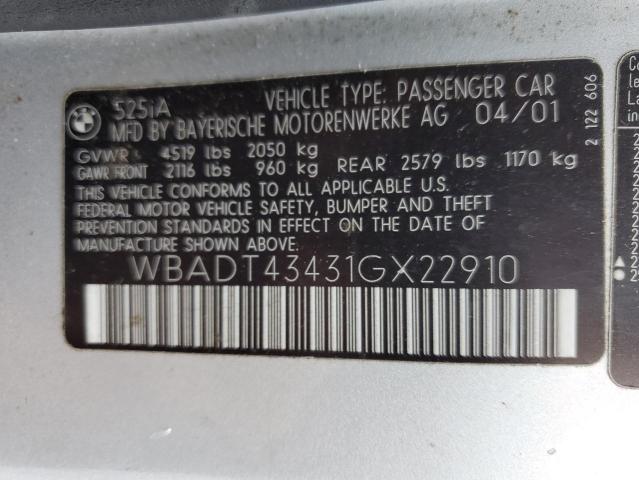 525iA VEHICLE TYPE: PASSENGER CAR
MFD BY BAYERISCHE MOTORENWERKE AG 04/01
GVWR 4519 lbs 2050 kg
GAWR FRONT 2116 lbs 960 kg REAR 2579 lbs 1170 kg
THIS VEHICLE CONFORMS TO ALL APPLICABLE U.S.
FEDERAL MOTOR VEHICLE SAFETY, BUMPER AND THEFT
PREVENTION STANDARDS IN EFFECT ON THE DATE OF
MANUFACTURE SHOWN ABOVE.
WBADT43431GX22910
2 122 606